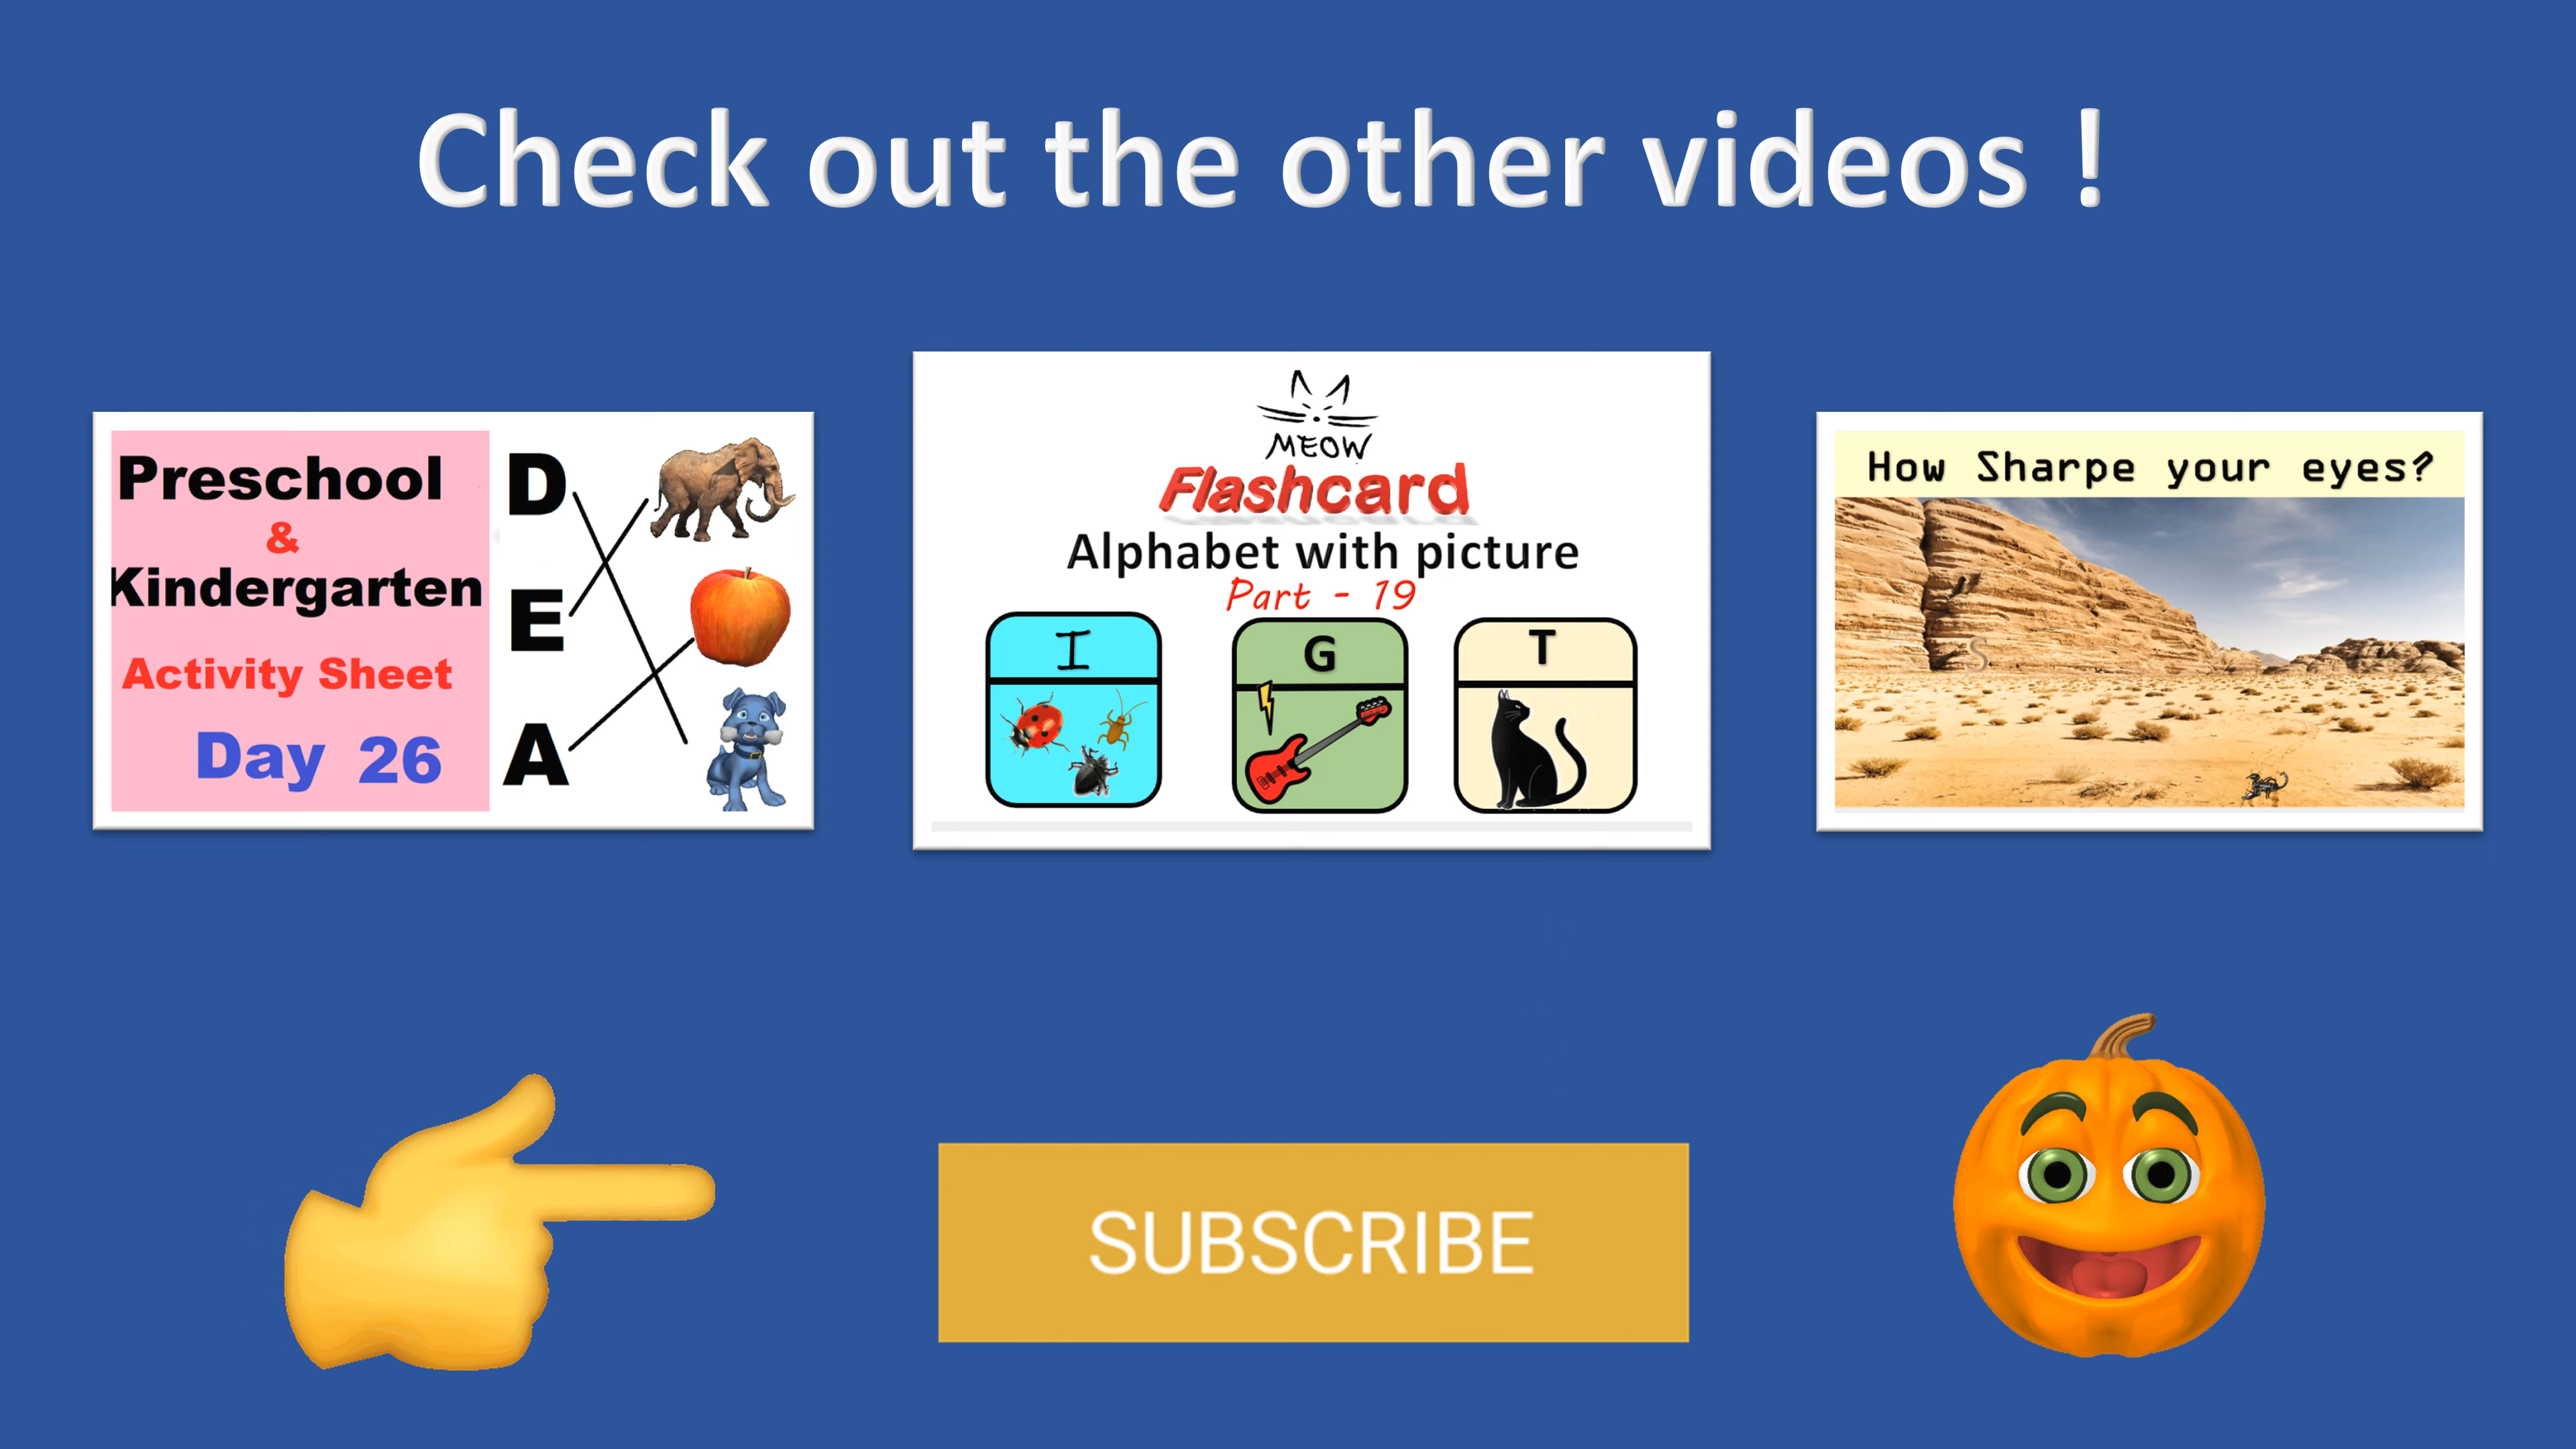 Check out the other videos !
Preschool
&
Kindergarten
Activity Sheet
Day 26
D
E
A
MEOW
Flashcard
Alphabet with picture
Part - 19
I
G
T
How Sharpe your eyes?
S
SUBSCRIBE